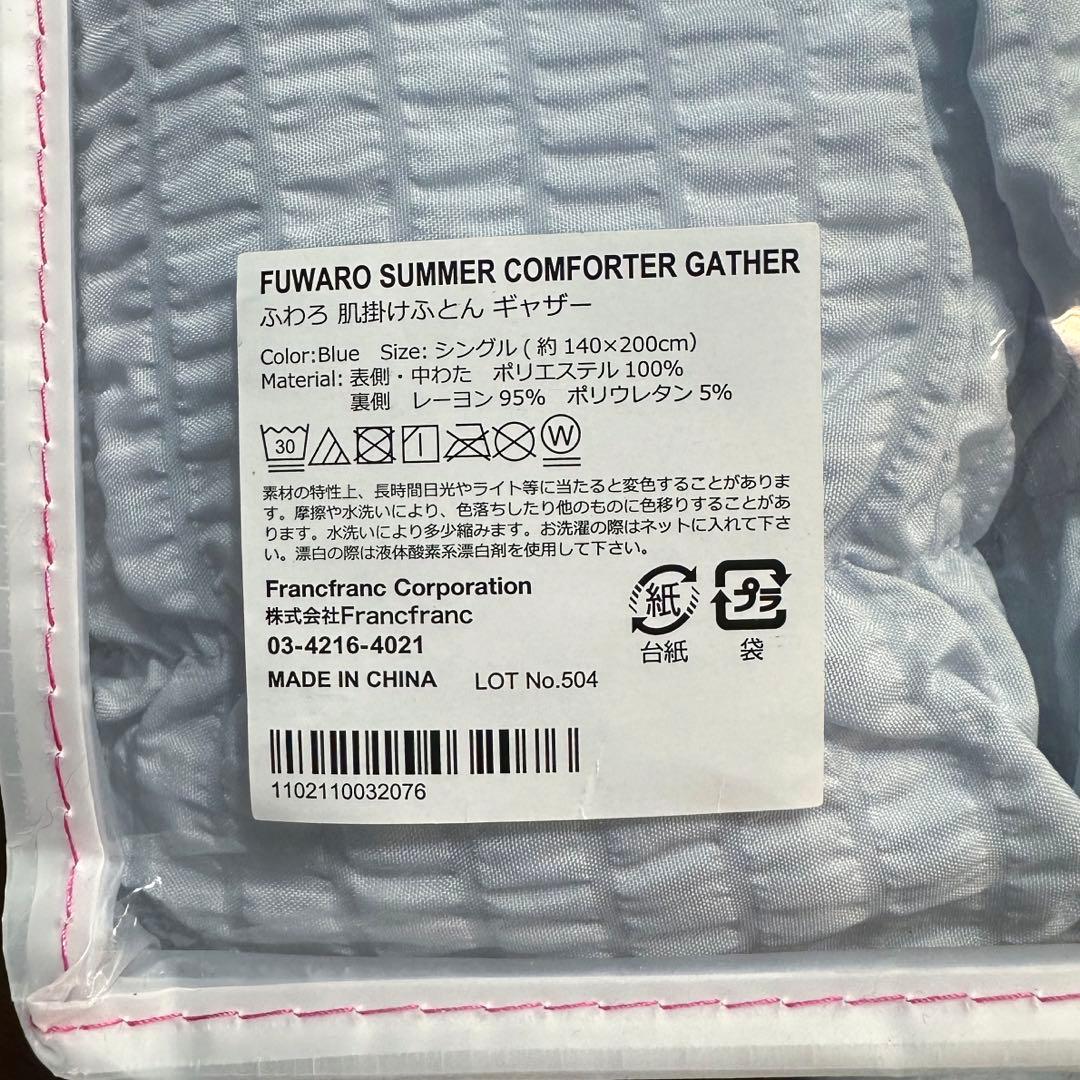 FUWARO SUMMER COMFORTER GATHER
ふわろ 肌掛けふとん ギャザー
Color:Blue Size: シングル ( 約 140×200cm)
Material: 表側・中わた ポリエステル 100%
裏側 レーヨン 95% ポリウレタン 5%
30 W
素材の特性上、長時間日光やライト等に当たると変色することがありま
す。摩擦や水洗いにより、色落ちしたり他のものに色移りすることがあ
ります。水洗いにより多少縮みます。お洗濯の際はネットに入れて下さ
い。漂白の際は液体酸素系漂白剤を使用して下さい。
Francfranc Corporation
株式会社Francfranc
03-4216-4021
紙 プラ
台紙 袋
MADE IN CHINA LOT No.504
1102110032076